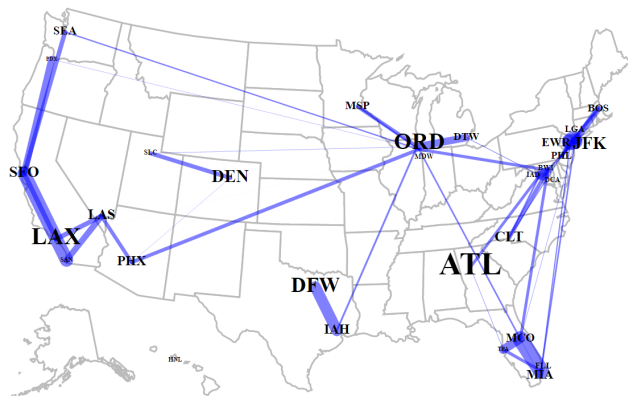 SEA
PDX
MSP
BOS
LGA
ORD
DTW
EWR
JFK
MDW
PHL
SLC
BWI
SFO
DEN
IAD
DCA
LAS
LAX
CLT
SAN
PHX
ATL
DFW
IAH
MCO
TPA
FLL
MIA
HNL